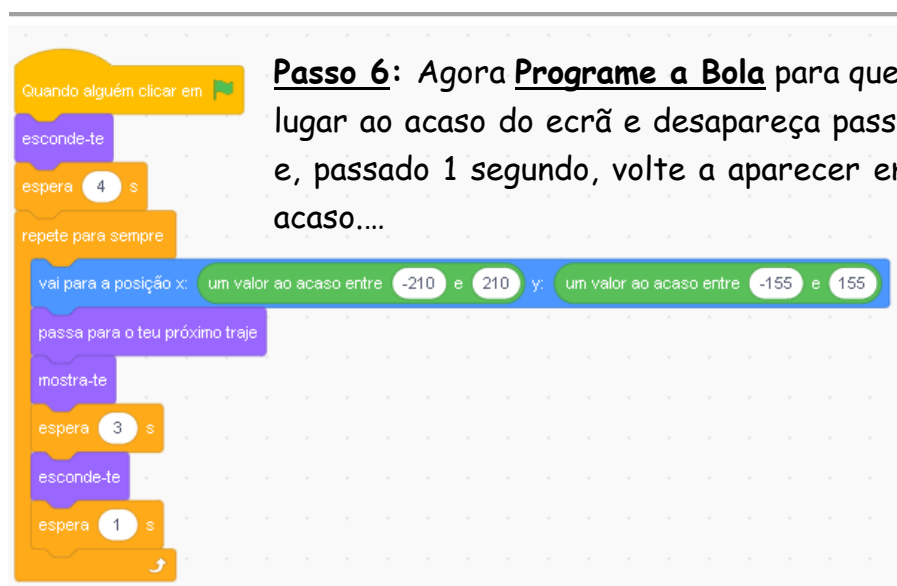 Passo 6: Agora Programe a Bola para que
lugar ao acaso do ecrã e desapareça pass
e, passado 1 segundo, volte a aparecer
acaso....
Quando alguém clicar em
esconde-te
espera 4 s
repete para sempre
vai para a posição x: um valor ao acaso entre -210 e 210 y: um valor ao acaso entre -155 e 155
passa para o teu próximo traje
mostra-te
espera 3 s
esconde-te
espera 1 s